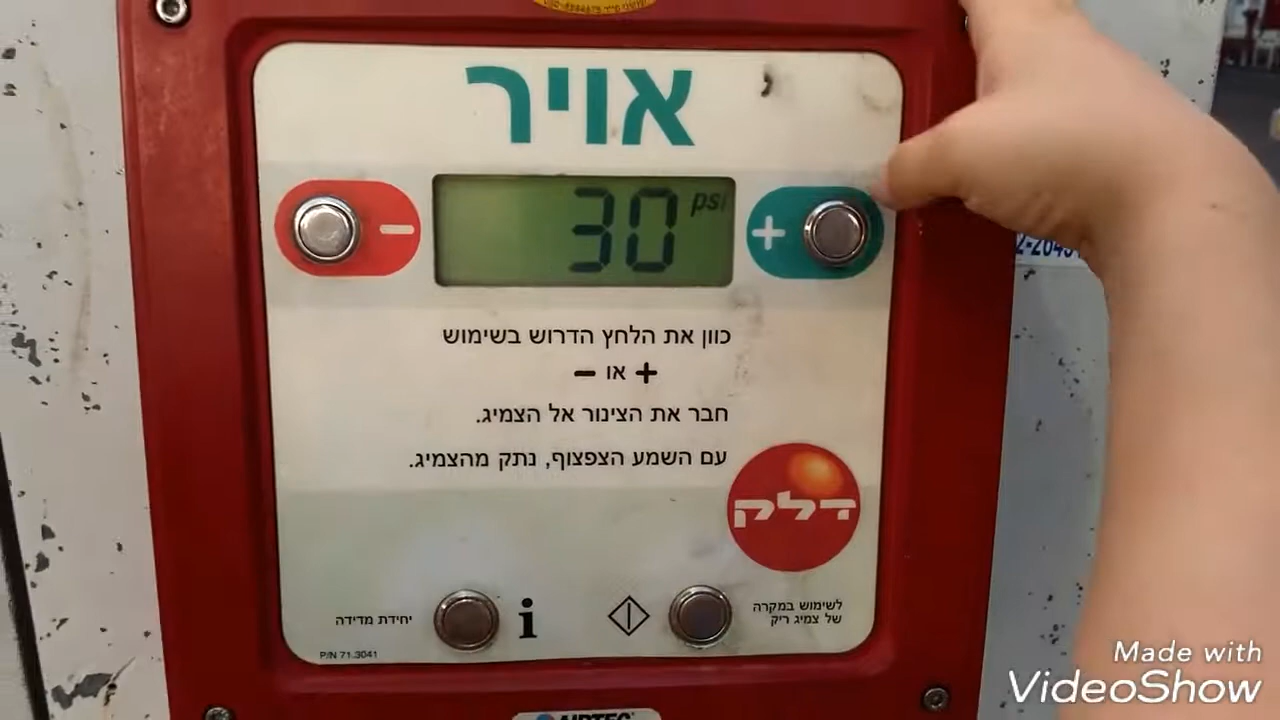 אויר
30 psi
- +
כוון את הלחץ הדרוש בשימוש
+ או -
חבר את הצינור אל הצמיג.
עם השמע הצפצוף, נתק מהצמיג.
דלק
לשימוש במקרה
של צמיג ריק
יחידת מדידה
i
P/N 71.3041
AIRTEC
Made with
VideoShow